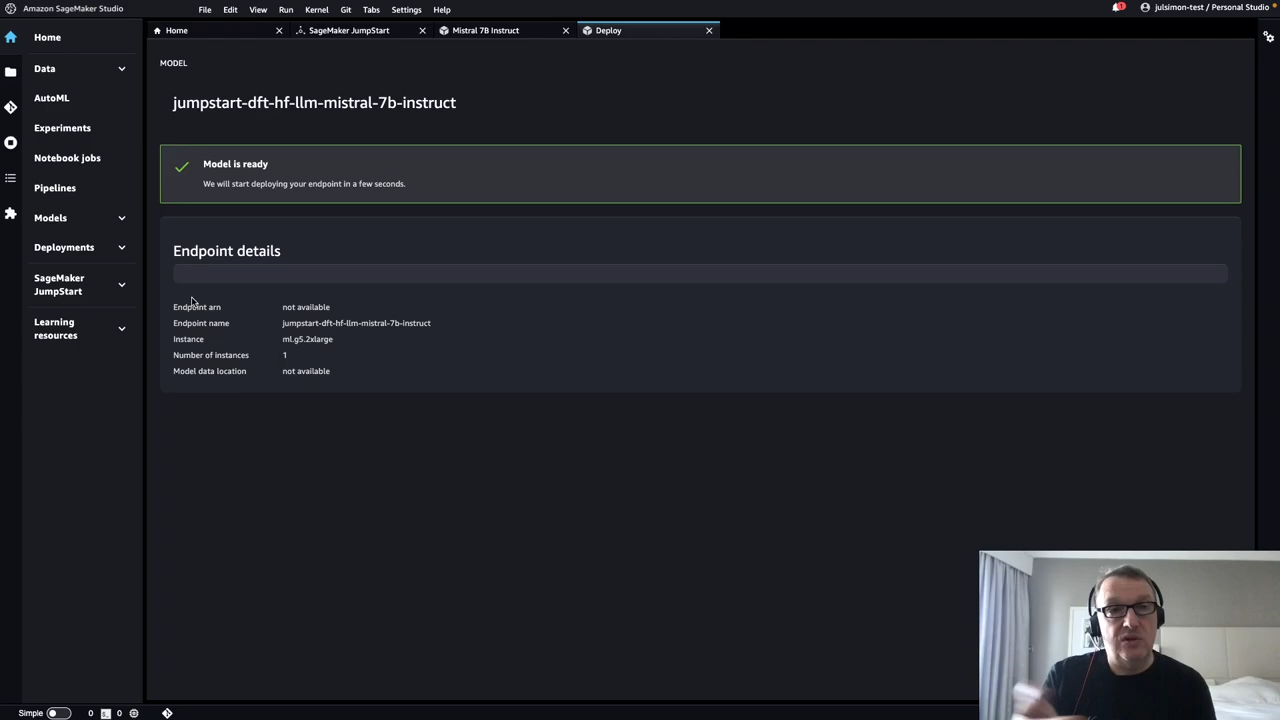 Amazon SageMaker Studio
File Edit View Run Kernel Git Tabs Settings Help
julsimon-test / Personal Studio
Home
Data
AutoML
Experiments
Notebook jobs
Pipelines
Models
Deployments
SageMaker
JumpStart
Learning
resources
Home SageMaker JumpStart Mistral 7B Instruct Deploy
MODEL
jumpstart-dft-hf-llm-mistral-7b-instruct
Model is ready
We will start deploying your endpoint in a few seconds.
Endpoint details
Endpoint arn not available
Endpoint name jumpstart-dft-hf-llm-mistral-7b-instruct
Instance ml.g5.2xlarge
Number of instances 1
Model data location not available
Simple 0 0